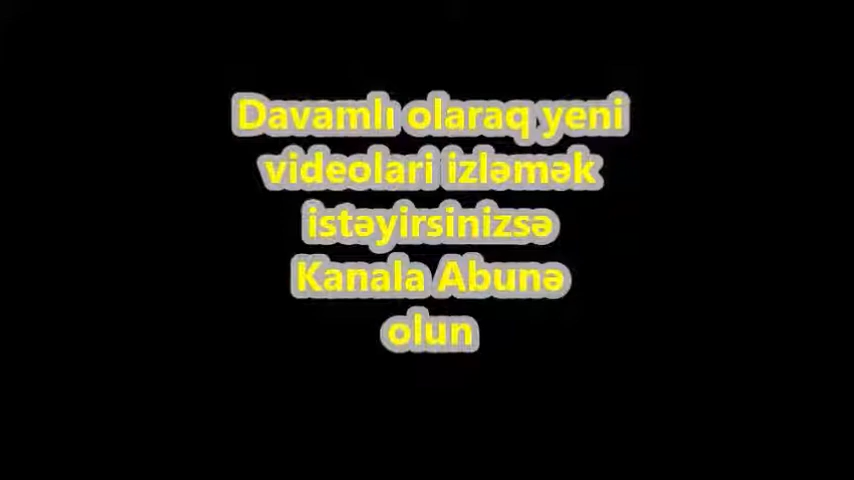 Davamlı olaraq yeni
videolari izləmək
istəyirsinizsə
Kanala Abunə
olun